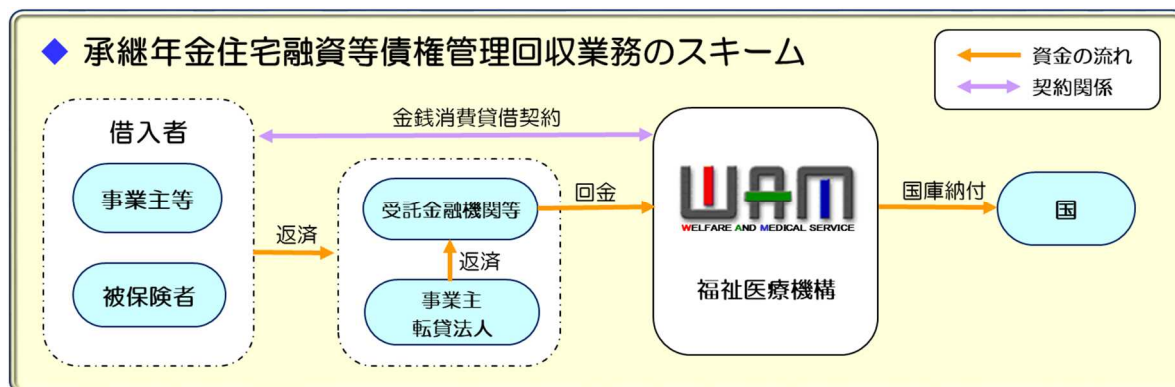 ◆ 承継年金住宅融資等債権管理回収業務のスキーム
資金の流れ
契約関係
借入者
事業主等
被保険者
金銭消費貸借契約
返済
受託金融機関等
返済
事業主
転貸法人
回金
WAM
WELFARE AND MEDICAL SERVICE
福祉医療機構
国庫納付
国